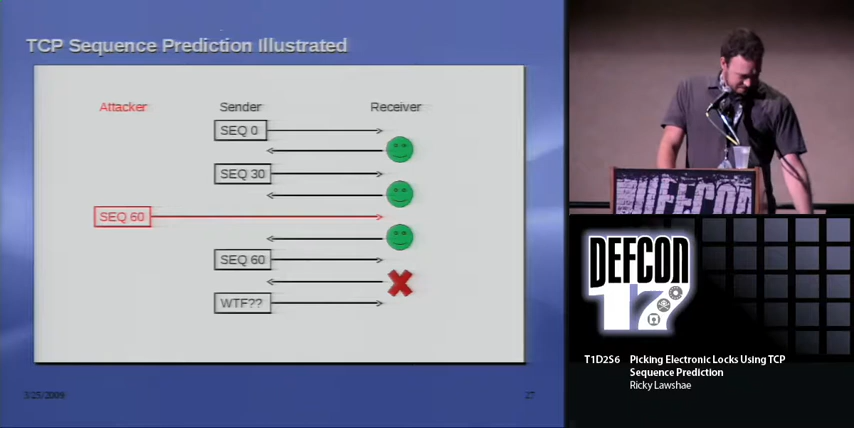 TCP Sequence Prediction Illustrated
Attacker
Sender
Receiver
SEQ 0
SEQ 30
SEQ 60
SEQ 60
WTF??
3/25/2009
27
DEFCON
DEFCON
17
T1D2S6
Picking Electronic Locks Using TCP
Sequence Prediction
Ricky Lawshae